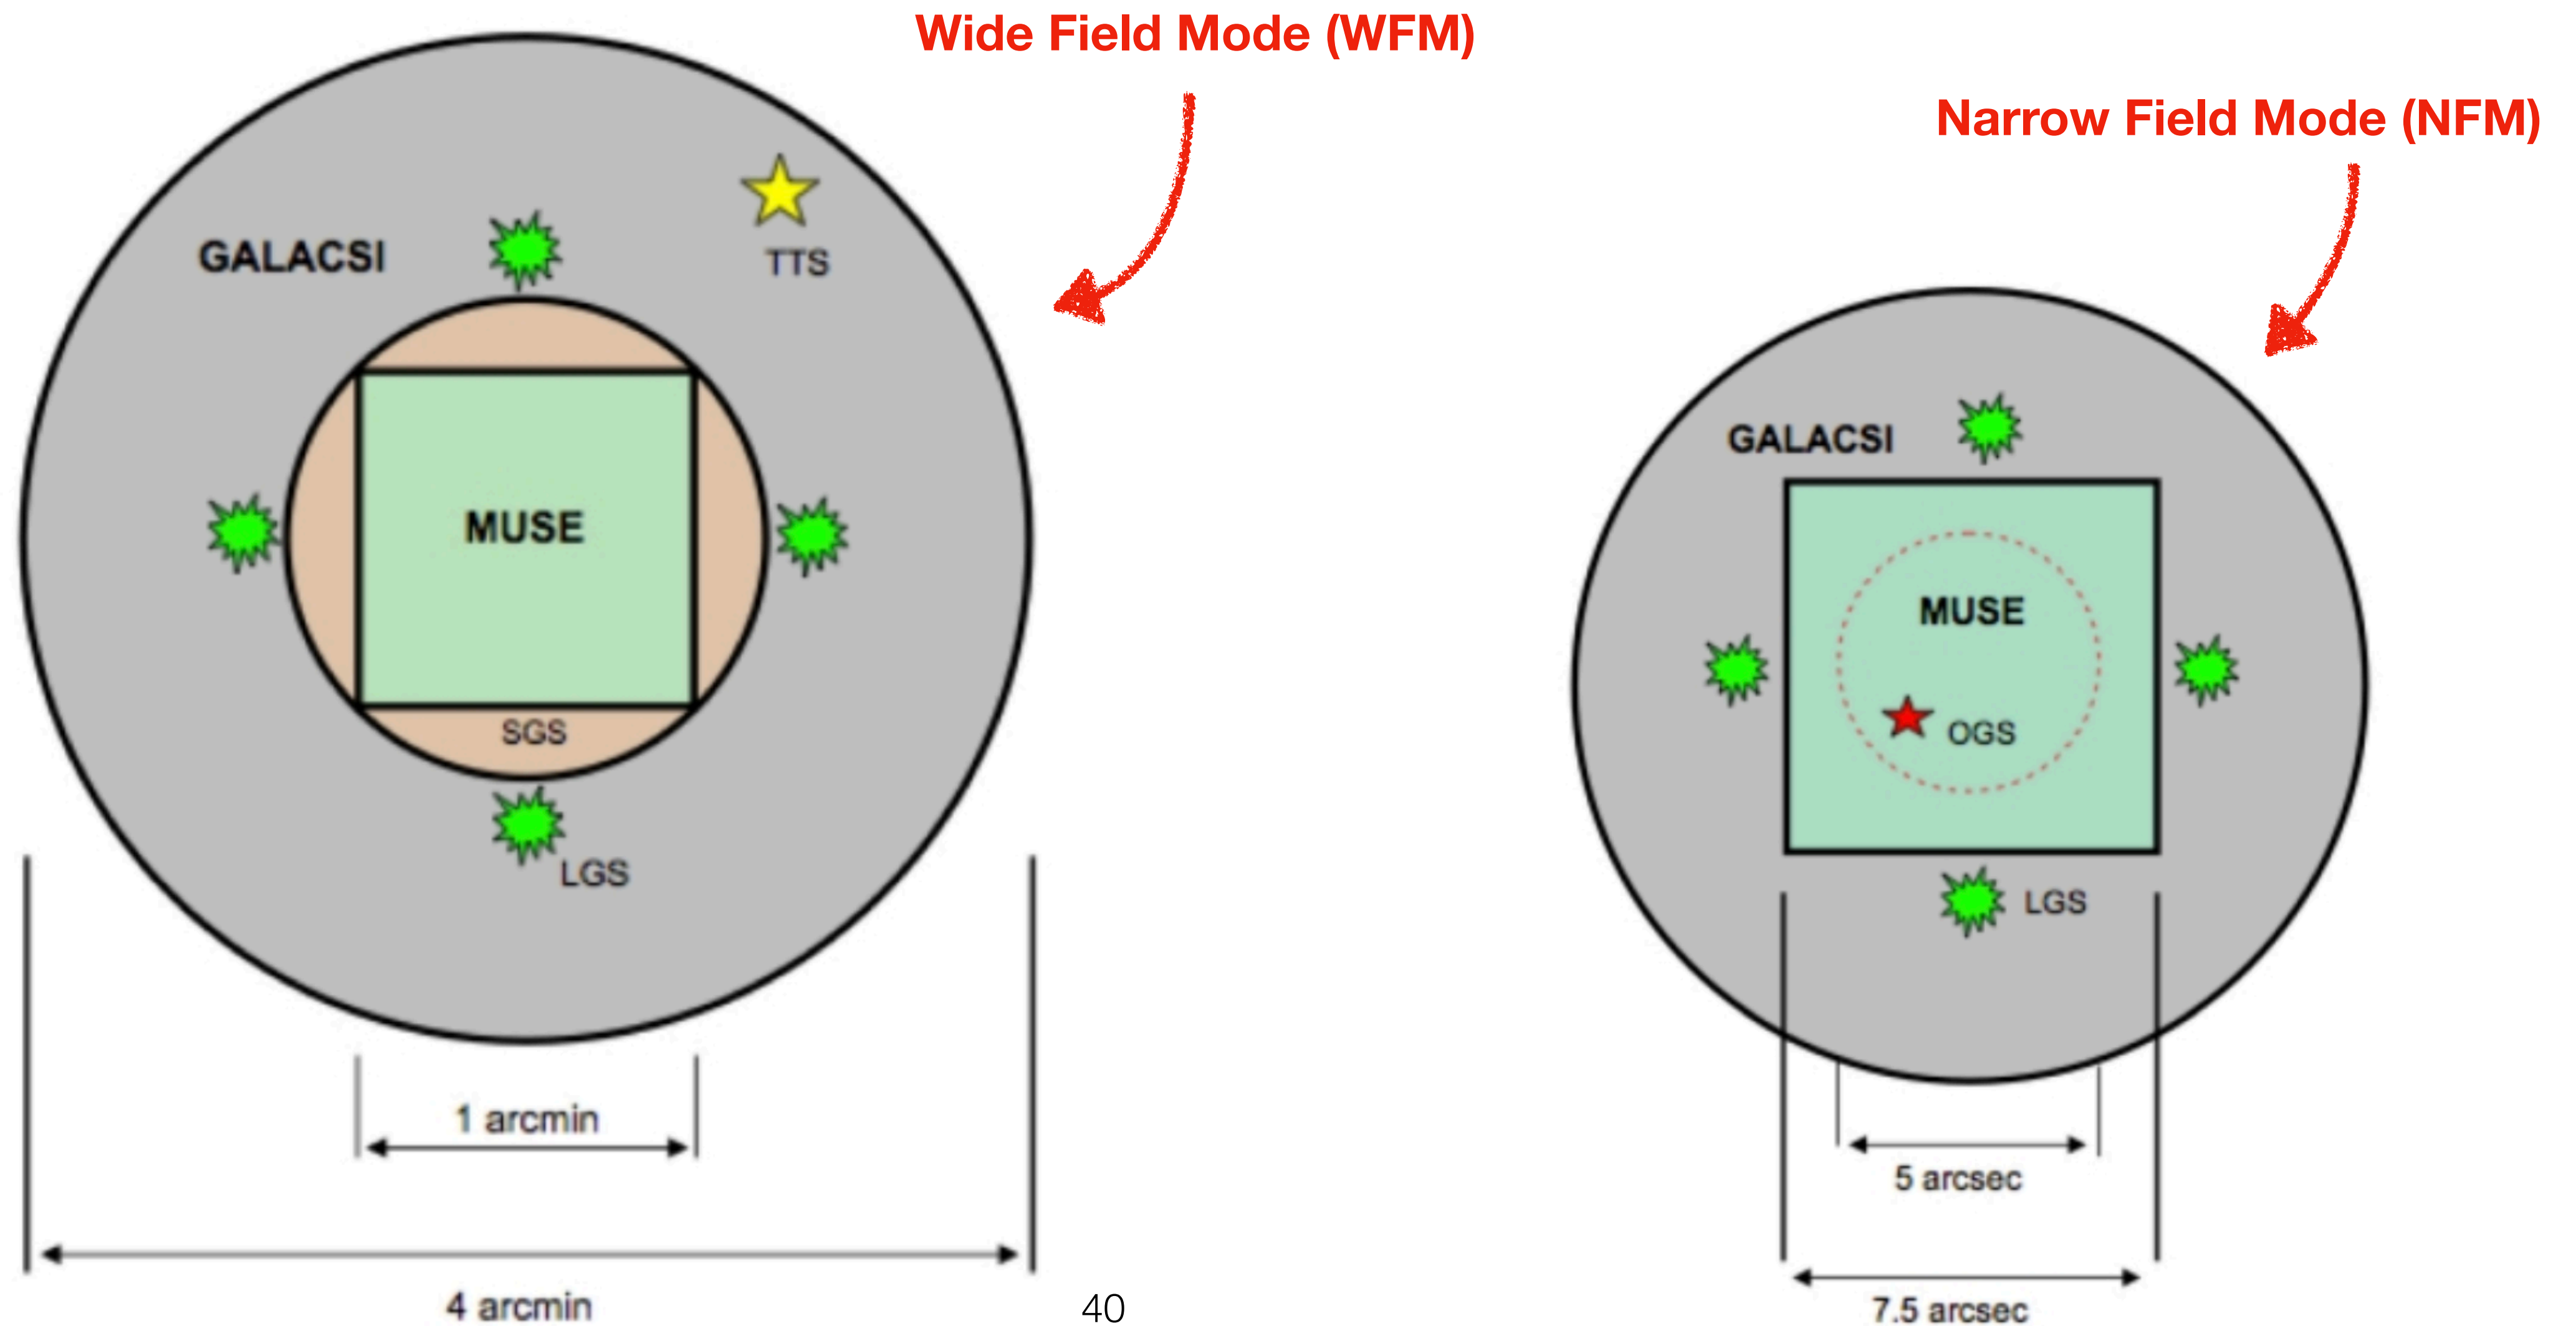 Wide Field Mode (WFM)
GALACSI
TTS
MUSE
SGS
LGS
1 arcmin
4 arcmin
Narrow Field Mode (NFM)
GALACSI
MUSE
OGS
LGS
5 arcsec
7.5 arcsec
40